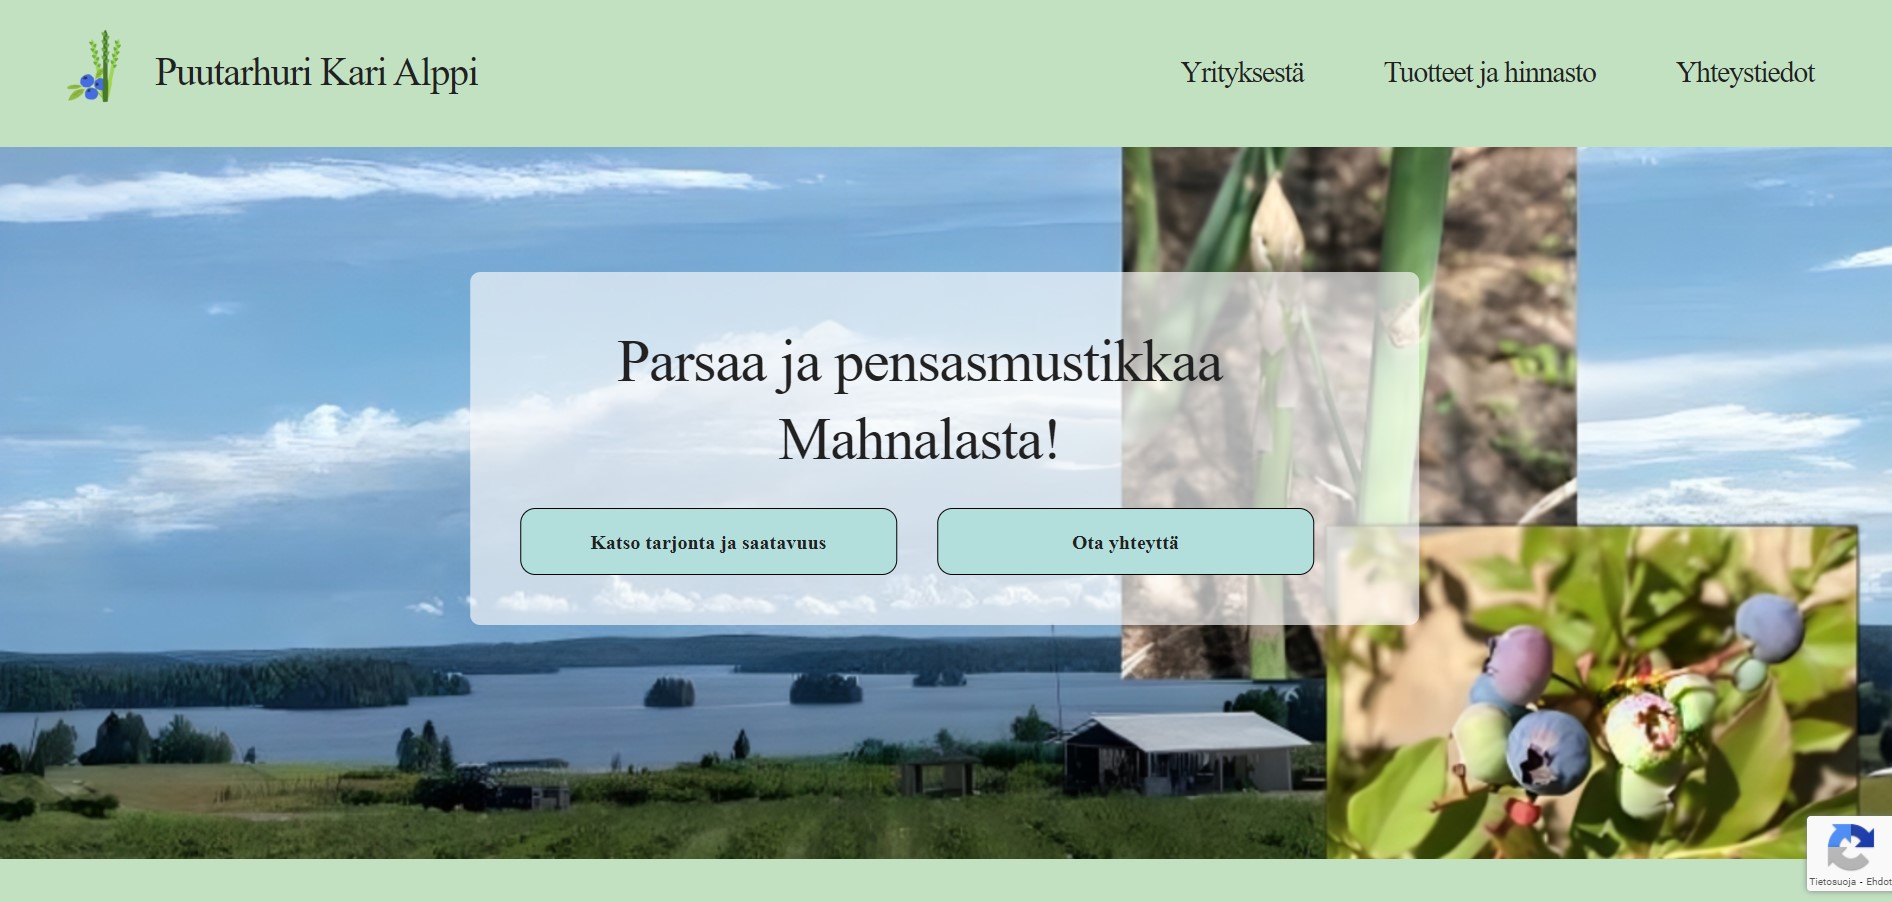 Puutarhuri Kari Alppi
Yrityksestä
Tuotteet ja hinnasto
Yhteystiedot
Parsaa ja pensasmustikkaa
Mahnalasta!
Katso tarjonta ja saatavuus
Ota yhteyttä
Tietosuoja - Ehdot